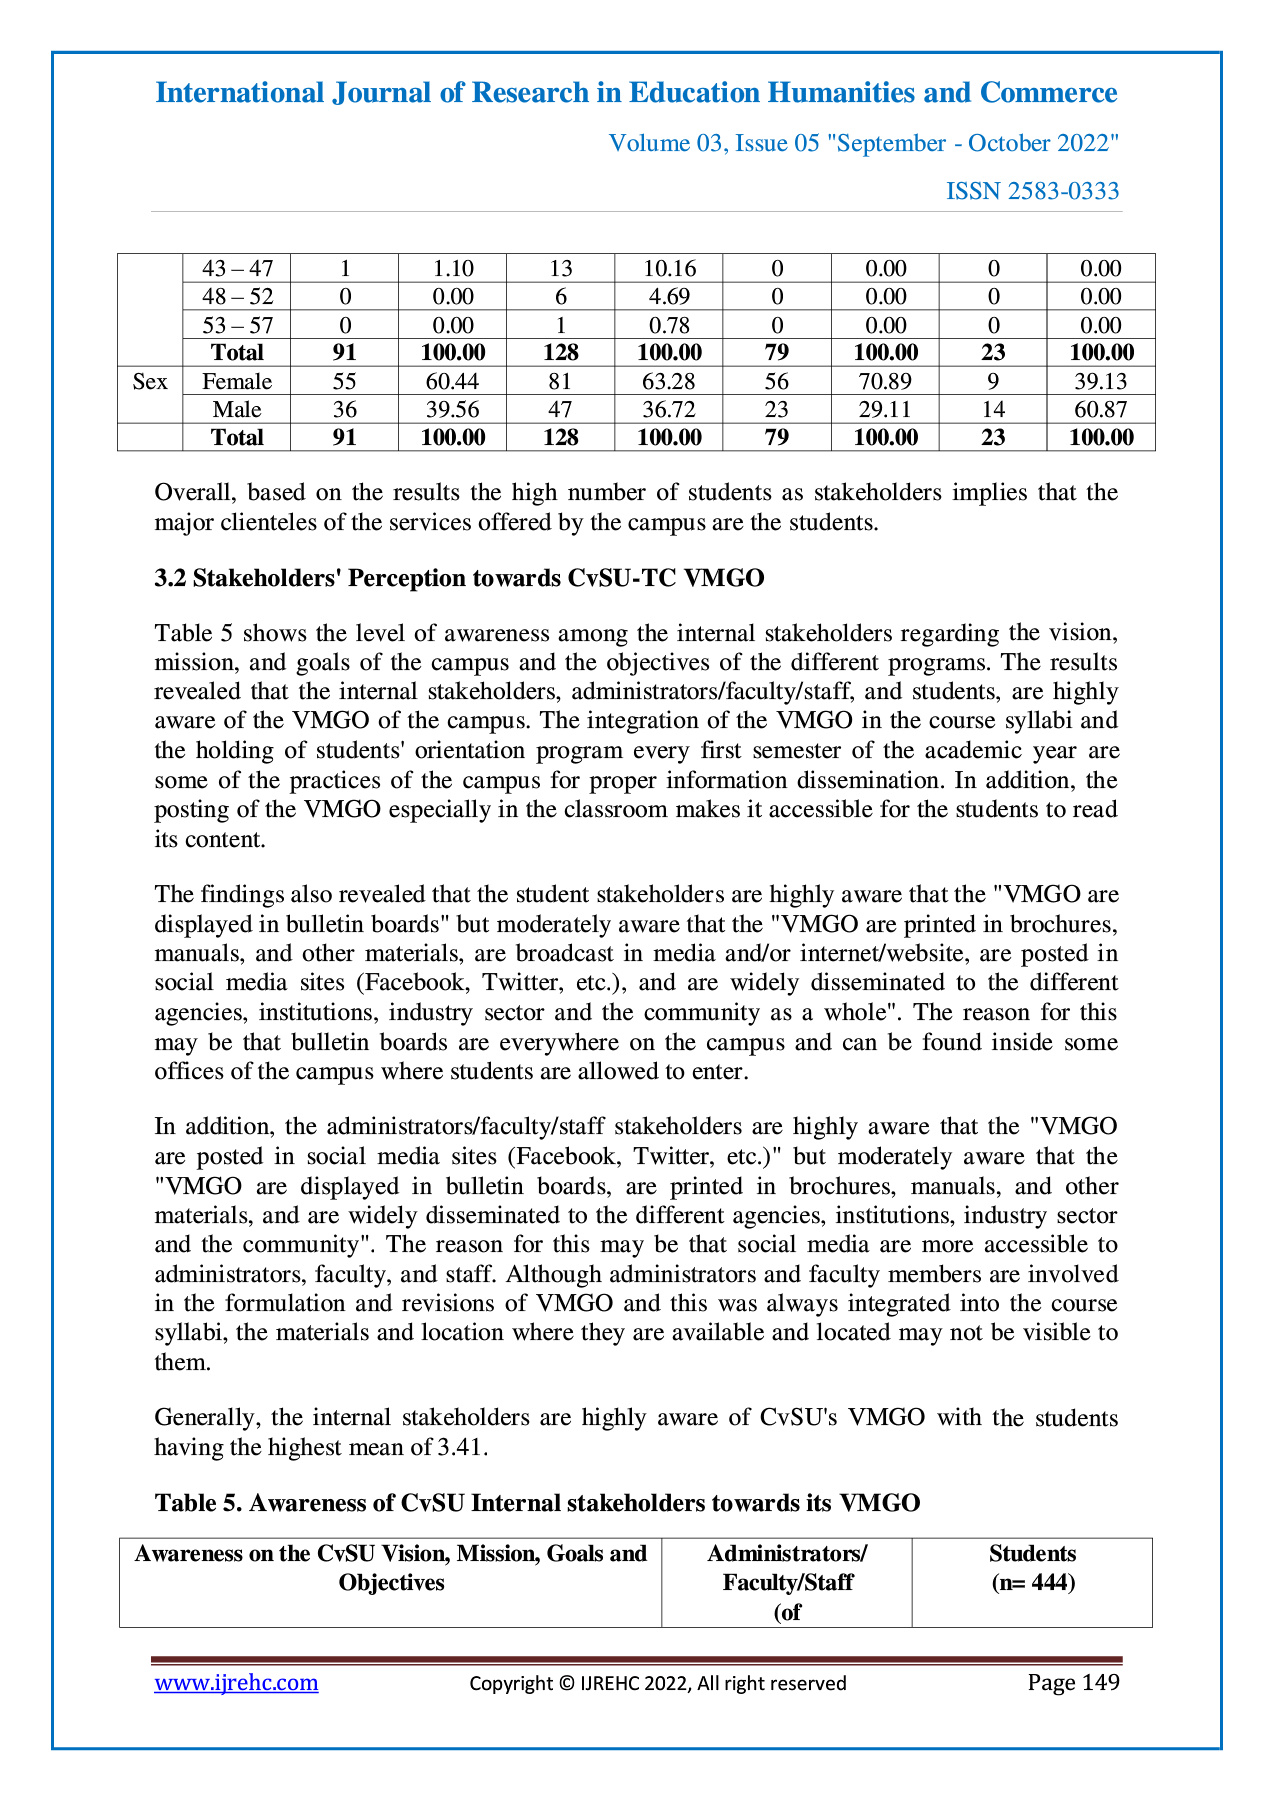 International Journal of Research in Education Humanities and Commerce
Volume 03, Issue 05 "September - October 2022"
ISSN 2583-0333
43 – 47 1 1.10 13 10.16 0 0.00 0 0.00
48 – 52 0 0.00 6 4.69 0 0.00 0 0.00
53 – 57 0 0.00 1 0.78 0 0.00 0 0.00
Total 91 100.00 128 100.00 79 100.00 23 100.00
Sex Female 55 60.44 81 63.28 56 70.89 9 39.13
Male 36 39.56 47 36.72 23 29.11 14 60.87
Total 91 100.00 128 100.00 79 100.00 23 100.00
Overall, based on the results the high number of students as stakeholders implies that the
major clienteles of the services offered by the campus are the students.
3.2 Stakeholders' Perception towards CvSU-TC VMGO
Table 5 shows the level of awareness among the internal stakeholders regarding the vision,
mission, and goals of the campus and the objectives of the different programs. The results
revealed that the internal stakeholders, administrators/faculty/staff, and students, are highly
aware of the VMGO of the campus. The integration of the VMGO in the course syllabi and
the holding of students' orientation program every first semester of the academic year are
some of the practices of the campus for proper information dissemination. In addition, the
posting of the VMGO especially in the classroom makes it accessible for the students to read
its content.
The findings also revealed that the student stakeholders are highly aware that the "VMGO are
displayed in bulletin boards" but moderately aware that the "VMGO are printed in brochures,
manuals, and other materials, are broadcast in media and/or internet/website, are posted in
social media sites (Facebook, Twitter, etc.), and are widely disseminated to the different
agencies, institutions, industry sector and the community as a whole". The reason for this
may be that bulletin boards are everywhere on the campus and can be found inside some
offices of the campus where students are allowed to enter.
In addition, the administrators/faculty/staff stakeholders are highly aware that the "VMGO
are posted in social media sites (Facebook, Twitter, etc.)" but moderately aware that the
"VMGO are displayed in bulletin boards, are printed in brochures, manuals, and other
materials, and are widely disseminated to the different agencies, institutions, industry sector
and the community". The reason for this may be that social media are more accessible to
administrators, faculty, and staff. Although administrators and faculty members are involved
in the formulation and revisions of VMGO and this was always integrated into the course
syllabi, the materials and location where they are available and located may not be visible to
them.
Generally, the internal stakeholders are highly aware of CvSU's VMGO with the students
having the highest mean of 3.41.
Table 5. Awareness of CvSU Internal stakeholders towards its VMGO
Awareness on the CvSU Vision, Mission, Goals and Administrators/ Students
Objectives Faculty/Staff (n= 444)
(of
www.ijrehc.com Copyright © IJREHC 2022, All right reserved Page 149